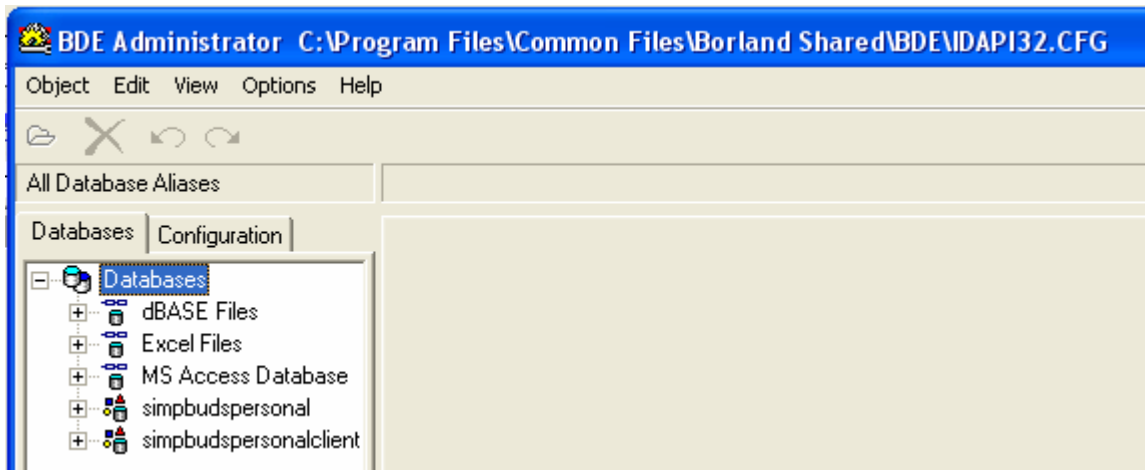 BDE Administrator C:\Program Files\Common Files\Borland Shared\BDE\IDAPI32.CFG
Object Edit View Options Help
All Database Aliases
Databases Configuration
Databases
dBASE Files
Excel Files
MS Access Database
simpbudspersonal
simpbudspersonalclient